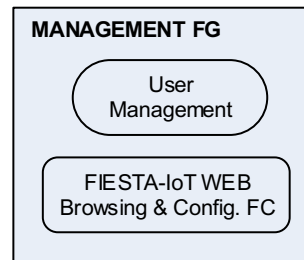 MANAGEMENT FG
User
Management
FIESTA-IoT WEB
Browsing & Config. FC